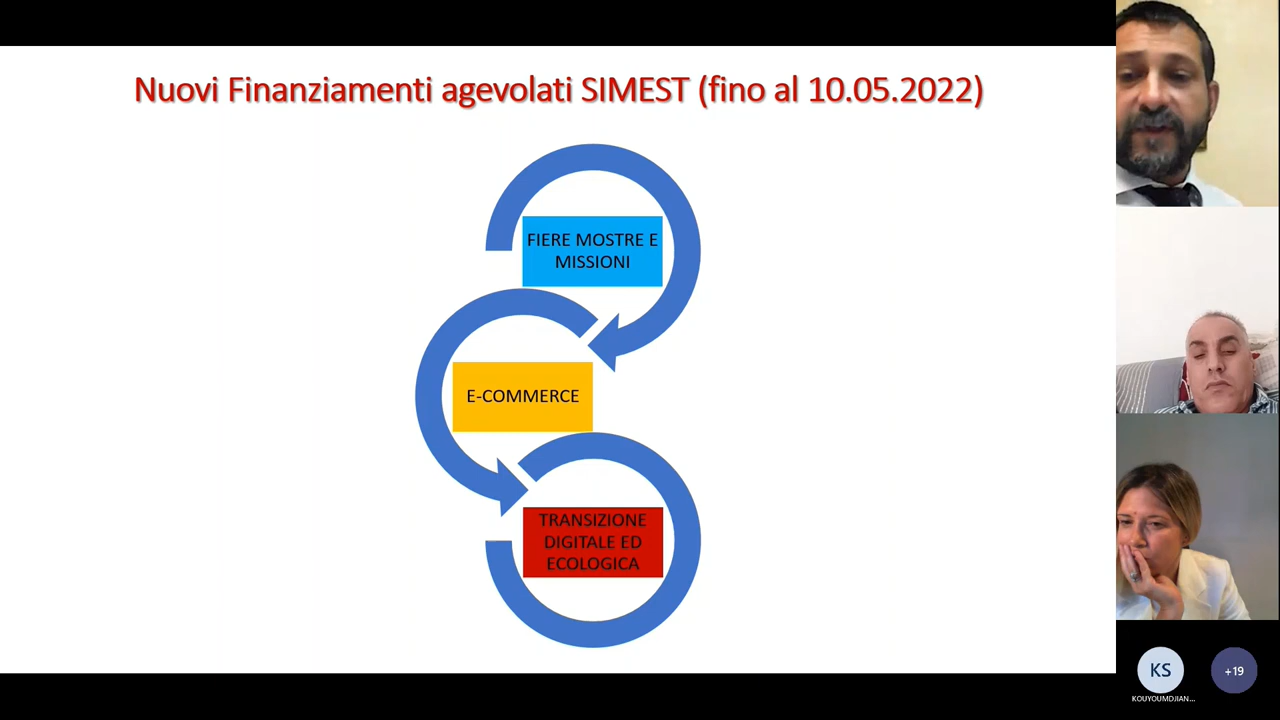 Nuovi Finanziamenti agevolati SIMEST (fino al 10.05.2022)
FIERE MOSTRE E
MISSIONI
E-COMMERCE
TRANSIZIONE
DIGITALE ED
ECOLOGICA
KS
+19
KOUYOUMDJIAN...